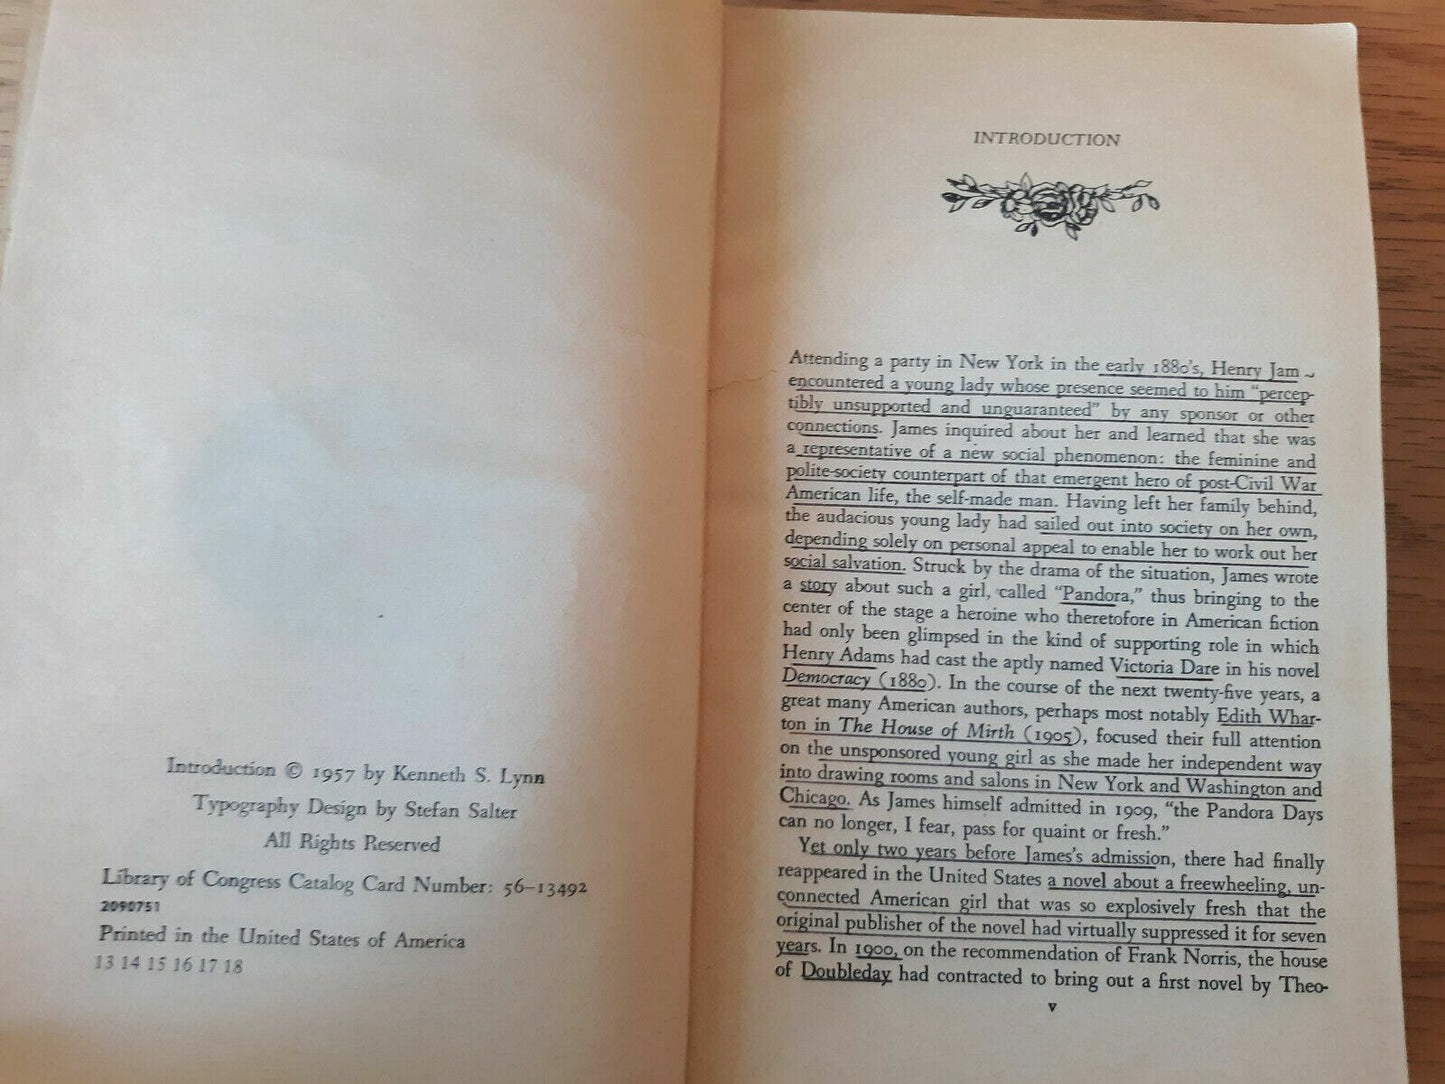 Introduction © 1957 by Kenneth S. Lynn
Typography Design by Stefan Salter
All Rights Reserved
Library of Congress Catalog Card Number: 56–13492
2090751
Printed in the United States of America
13 14 15 16 17 18
INTRODUCTION
Attending a party in New York in the early 1880's, Henry Jam
encountered a young lady whose presence seemed to him "percep-
tibly unsupported and unguaranteed" by any sponsor or other
connections. James inquired about her and learned that she was
a representative of a new social phenomenon: the feminine and
polite-society counterpart of that emergent hero of post-Civil War
American life, the self-made man. Having left her family behind,
the audacious young lady had sailed out into society on her own,
depending solely on personal appeal to enable her to work out her
social salvation. Struck by the drama of the situation, James wrote
a story about such a girl, called "Pandora," thus bringing to the
center of the stage a heroine who theretofore in American fiction
had only been glimpsed in the kind of supporting role in which
Henry Adams had cast the aptly named Victoria Dare in his novel
Democracy (1880). In the course of the next twenty-five years, a
great many American authors, perhaps most notably Edith Whar-
ton in The House of Mirth (1905), focused their full attention
on the unsponsored young girl as she made her independent way
into drawing rooms and salons in New York and Washington and
Chicago. As James himself admitted in 1909, "the Pandora Days
can no longer, I fear, pass for quaint or fresh."
Yet only two years before James's admission, there had finally
reappeared in the United States a novel about a freewheeling, un-
connected American girl that was so explosively fresh that the
original publisher of the novel had virtually suppressed it for seven
years. In 1900, on the recommendation of Frank Norris, the house
of Doubleday had contracted to bring out a first novel by Theo-
v